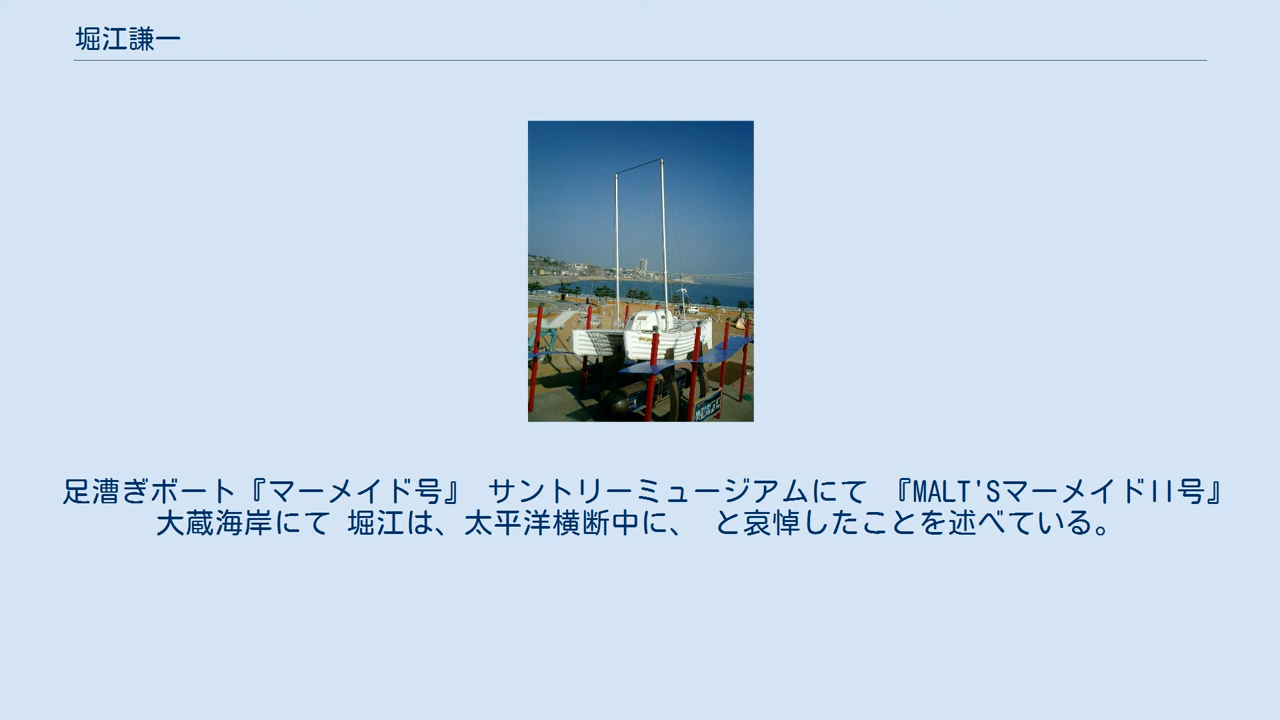 堀江謙一
足漕ぎボート『マーメイド号』 サントリーミュージアムにて 『MALT'SマーメイドII号』
大蔵海岸にて 堀江は、太平洋横断中に、 と哀悼したことを述べている。